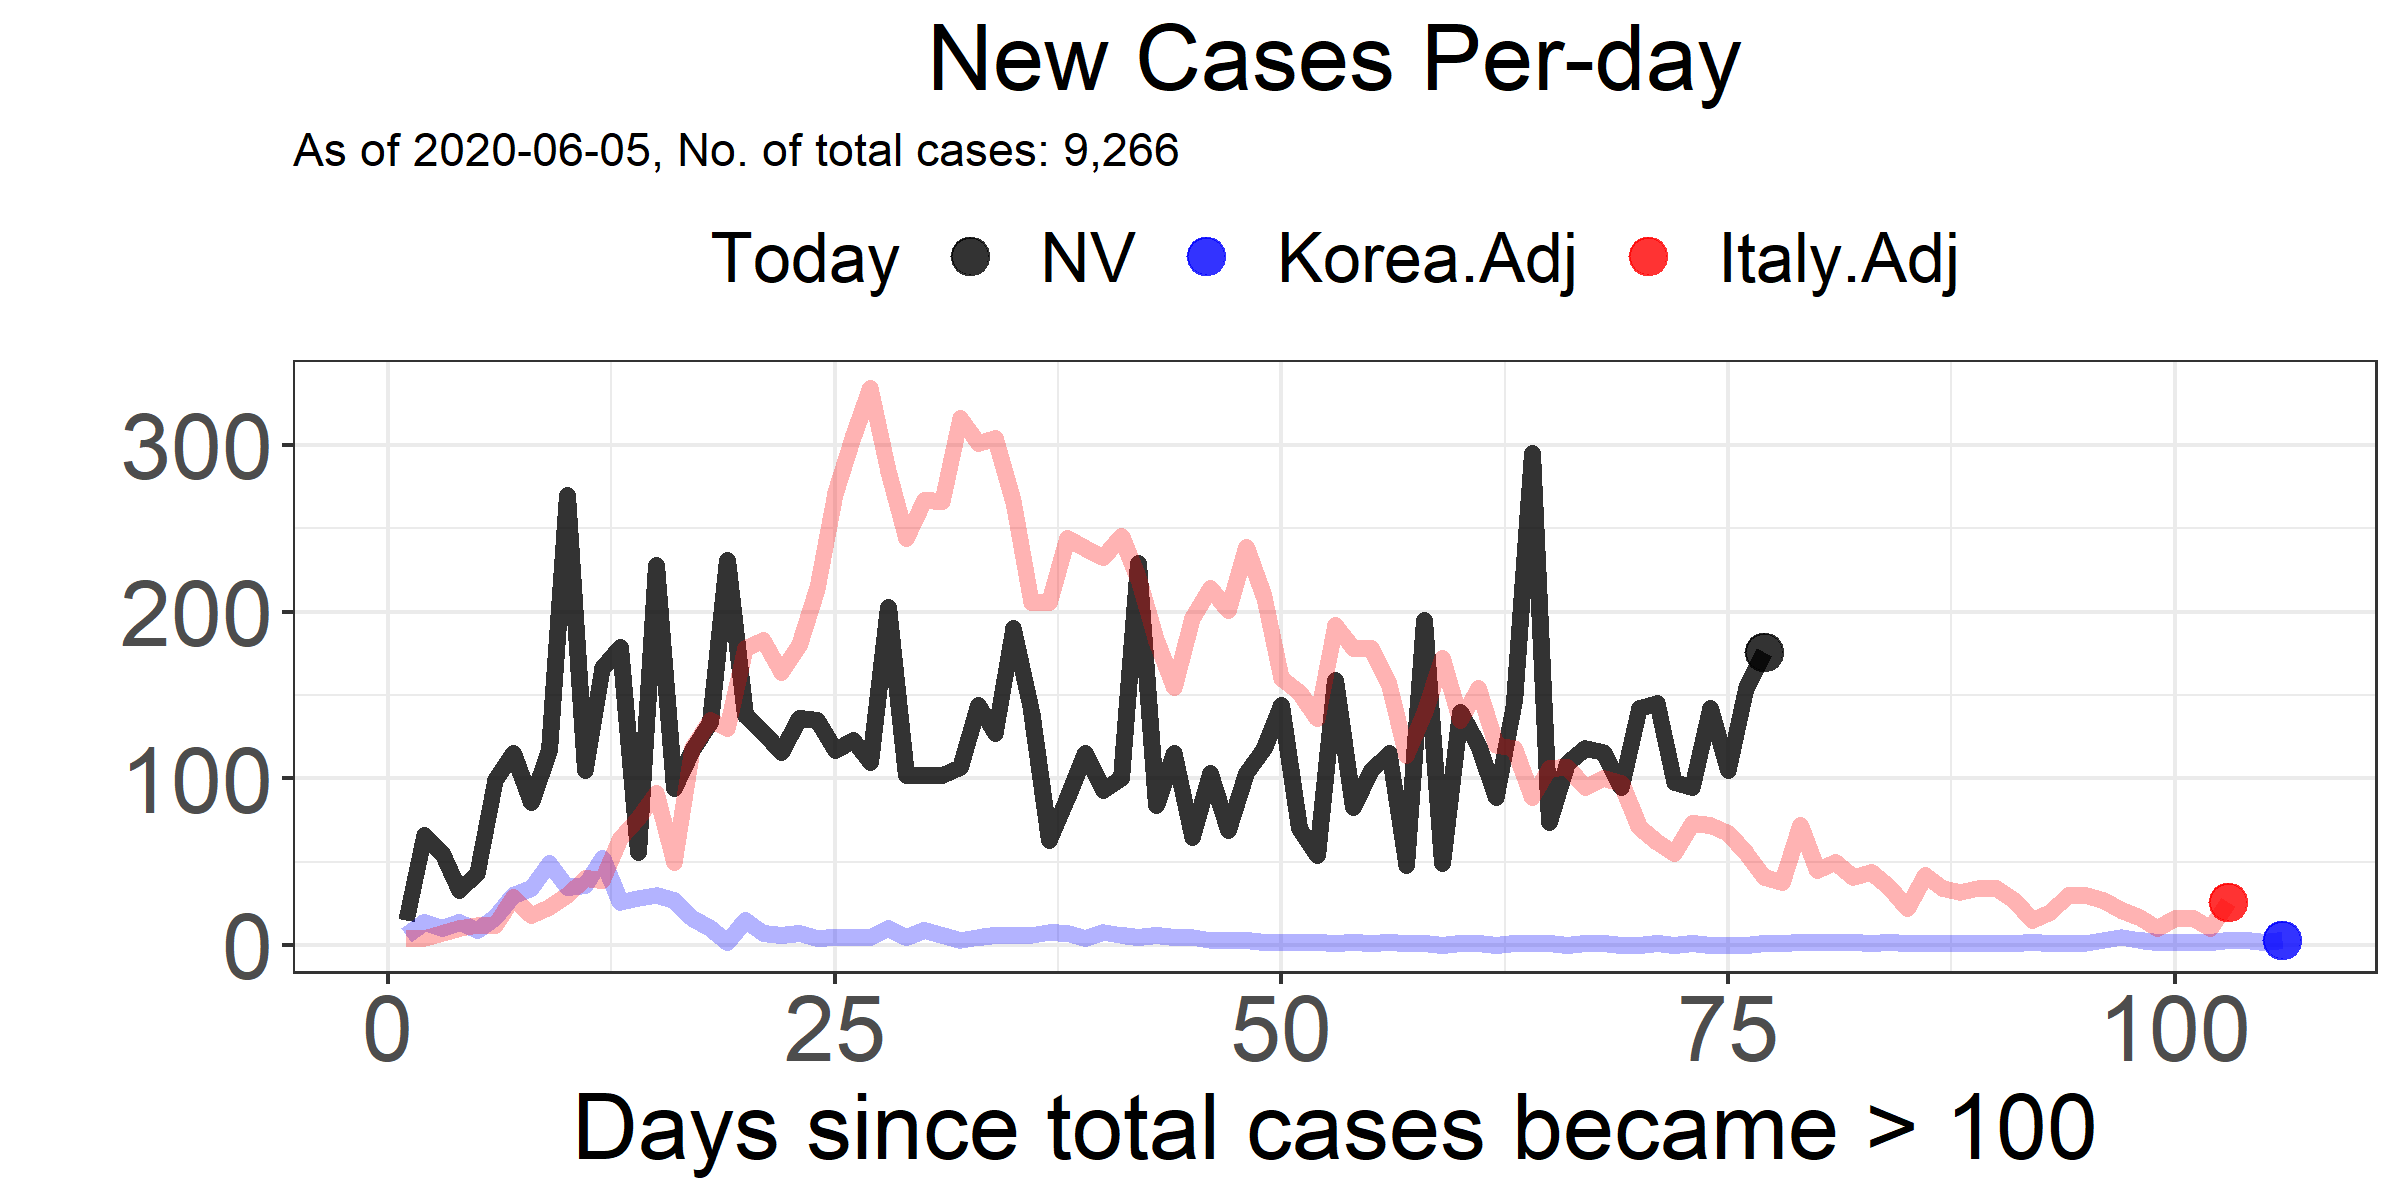 New Cases Per-day
As of 2020-06-05, No. of total cases: 9,266
Today NV Korea.Adj Italy.Adj
300
200
100
0
0 25 50 75 100
Days since total cases became > 100